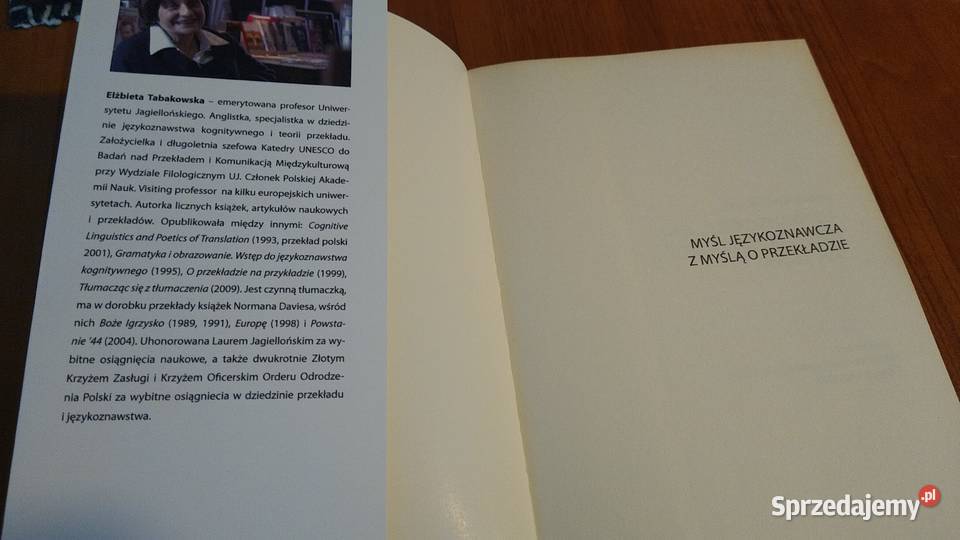 Elżbieta Tabakowska – emerytowana profesor Uniwer-
sytetu Jagiellońskiego. Anglistka, specjalistka w dziedzi-
nie językoznawstwa kognitywnego i teorii przekładu.
Założycielka i długoletnia szefowa Katedry UNESCO do
Badań nad Przekładem i Komunikacją Międzykulturową
przy Wydziale Filologicznym UJ. Członek Polskiej Akade-
mii Nauk. Visiting professor na kilku europejskich uniwer-
sytetach. Autorka licznych książek, artykułów naukowych
i przekładów. Opublikowała między innymi: Cognitive
Linguistics and Poetics of Translation (1993, przekład polski
2001), Gramatyka i obrazowanie. Wstęp do językoznawstwa
kognitywnego (1995), O przekładzie na przykładzie (1999),
Tłumacząc się z tłumaczenia (2009). Jest czynną tłumaczką,
ma w dorobku przekłady książek Normana Daviesa, wśród
nich Boże Igrzysko (1989, 1991), Europę (1998) i Powsta-
nie '44 (2004). Uhonorowana Laurem Jagiellońskim za wy-
bitne osiągnięcia naukowe, a także dwukrotnie Złotym
Krzyżem Zasługi i Krzyżem Oficerskim Orderu Odrodze-
nia Polski za wybitne osiągniecia w dziedzinie przekładu
i językoznawstwa.
MYŚL JĘZYKOZNAWCZA
Z MYŚLĄ O PRZEKŁADZIE
Sprzedajemy.pl